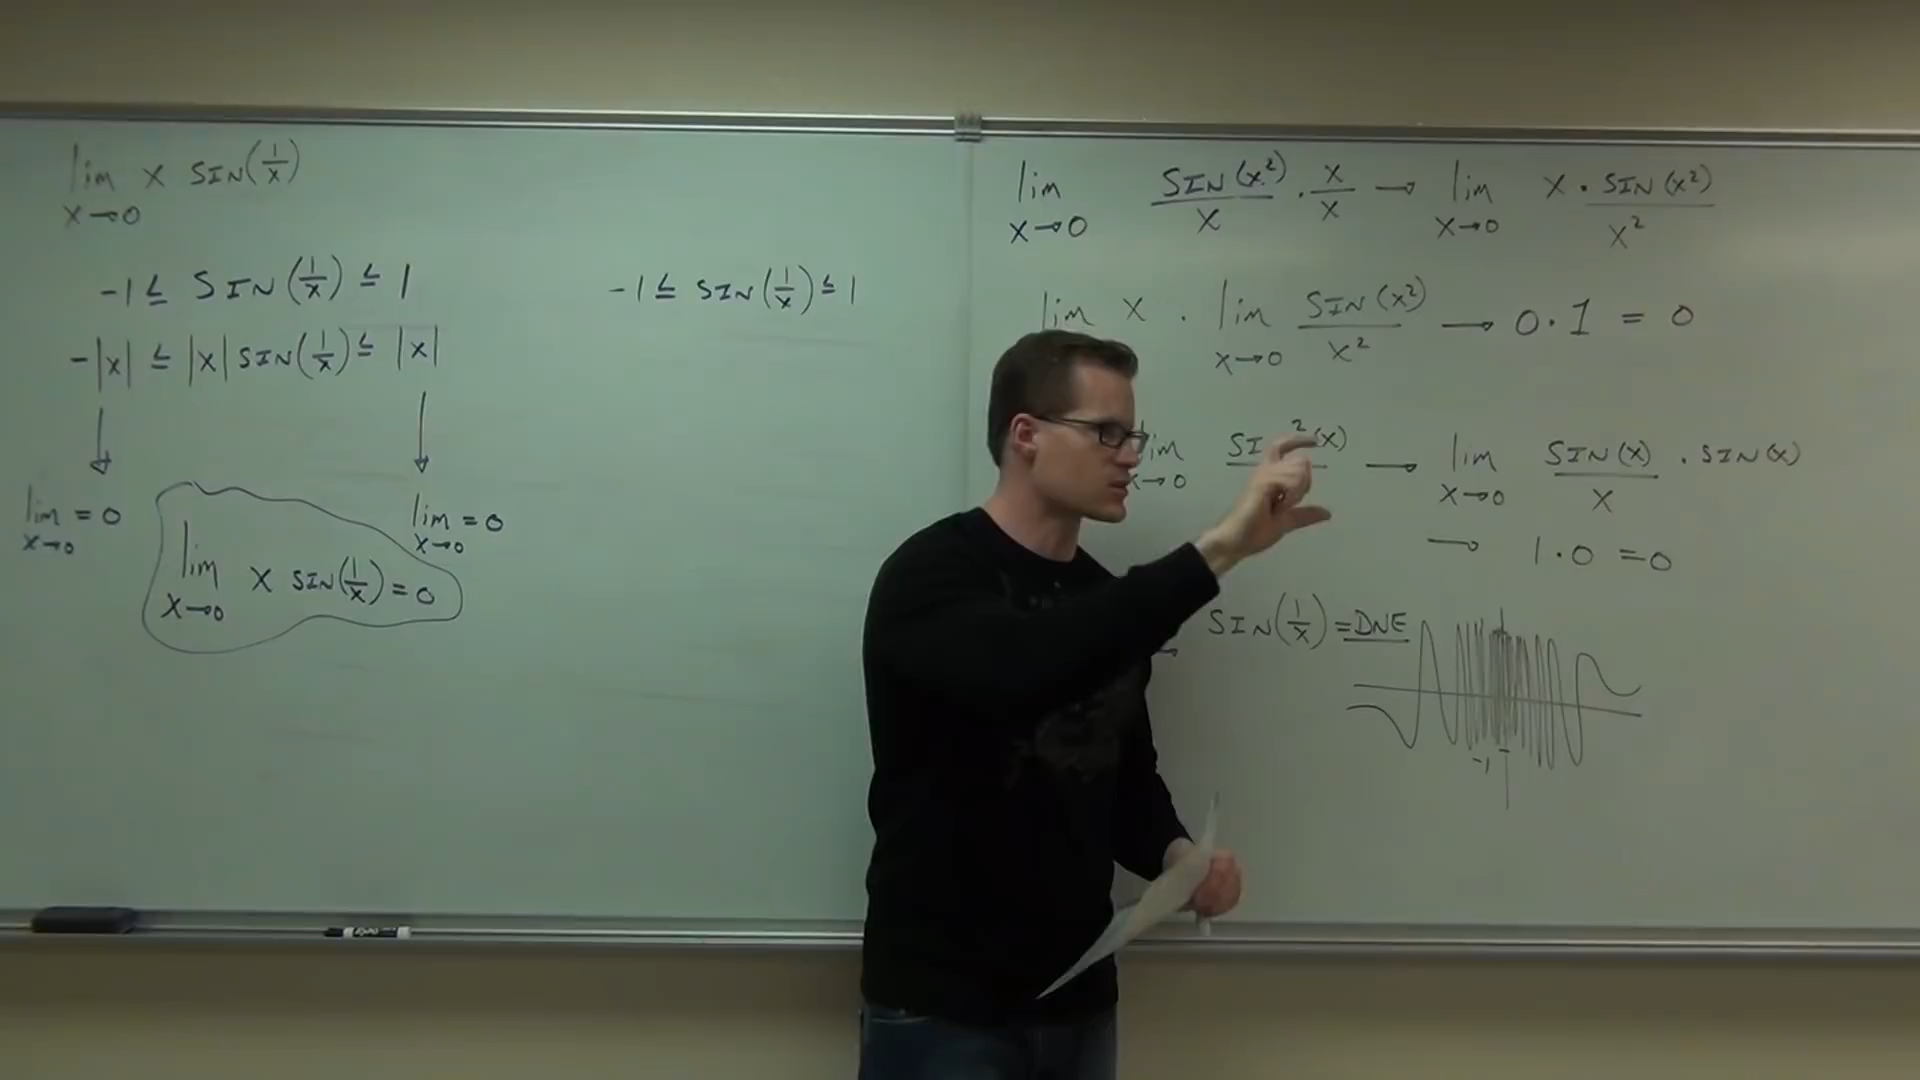 lim x SIN(1/x)
x→0
-1 ≤ SIN(1/x) ≤ 1
-|x| ≤ |x| SIN(1/x) ≤ |x|
lim = 0
x→0
lim = 0
x→0
lim x SIN(1/x) = 0
x→0
-1 ≤ SIN(1/x) ≤ 1
lim SIN(x²)/x · x/x → lim x · SIN(x²)/x²
x→0 x→0
lim x · lim SIN(x²)/x² → 0·1 = 0
x→0
lim SIN²(x) → lim SIN(x)/x · SIN(x)
x→0 x→0
→ 1·0 = 0
SIN(1/x) = DNE
-1